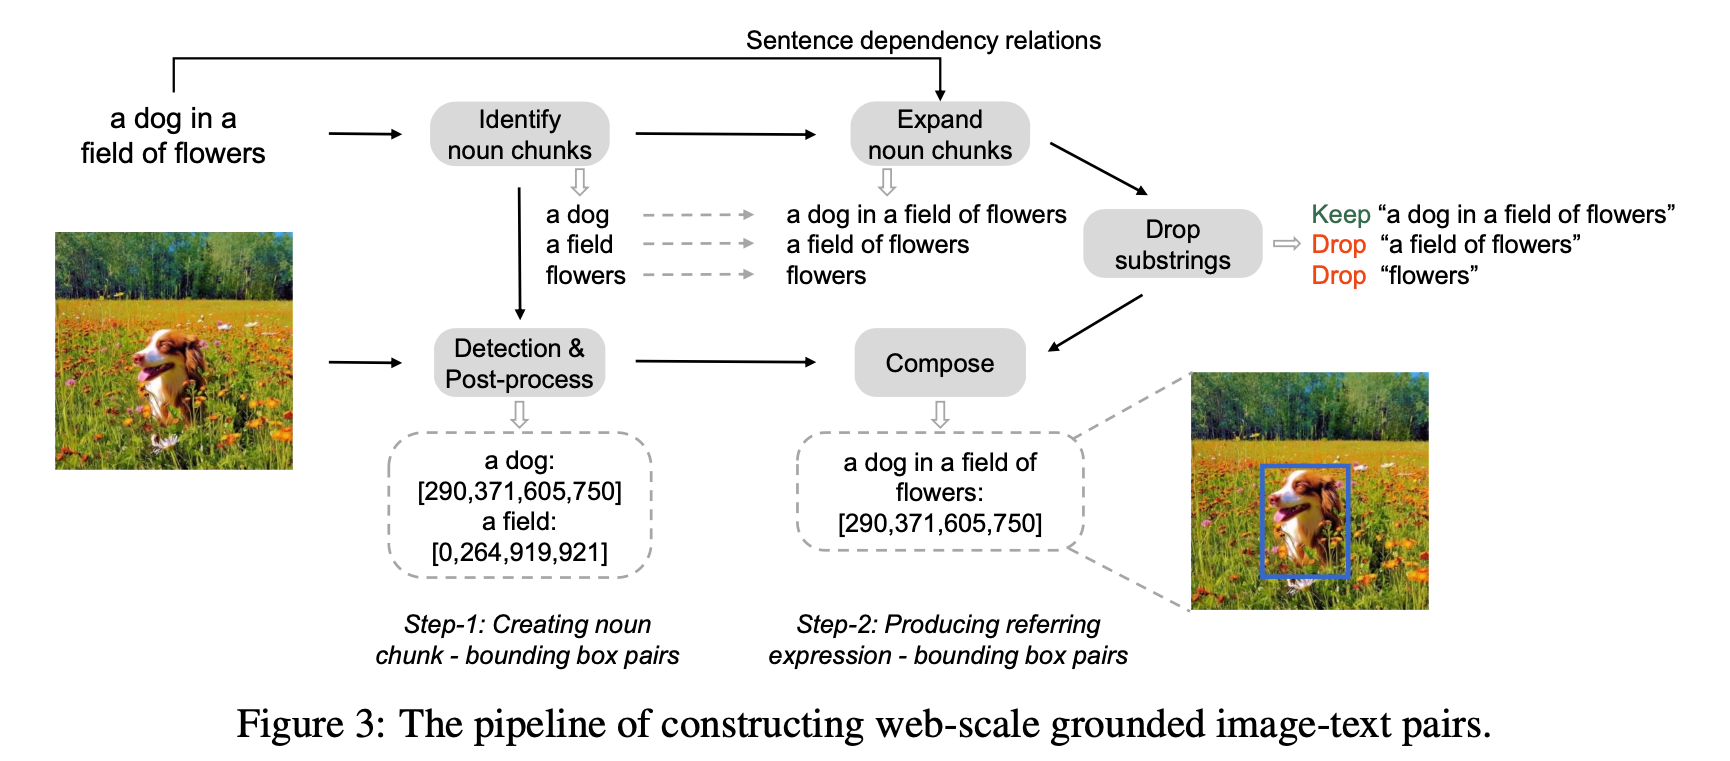 Sentence dependency relations
a dog in a
field of flowers
Identify
noun chunks
Expand
noun chunks
a dog
a field
flowers
a dog in a field of flowers
a field of flowers
flowers
Drop
substrings
Keep “a dog in a field of flowers”
Drop “a field of flowers”
Drop “flowers”
Detection &
Post-process
Compose
a dog:
[290,371,605,750]
a field:
[0,264,919,921]
a dog in a field of
flowers:
[290,371,605,750]
Step-1: Creating noun
chunk - bounding box pairs
Step-2: Producing referring
expression - bounding box pairs
Figure 3: The pipeline of constructing web-scale grounded image-text pairs.